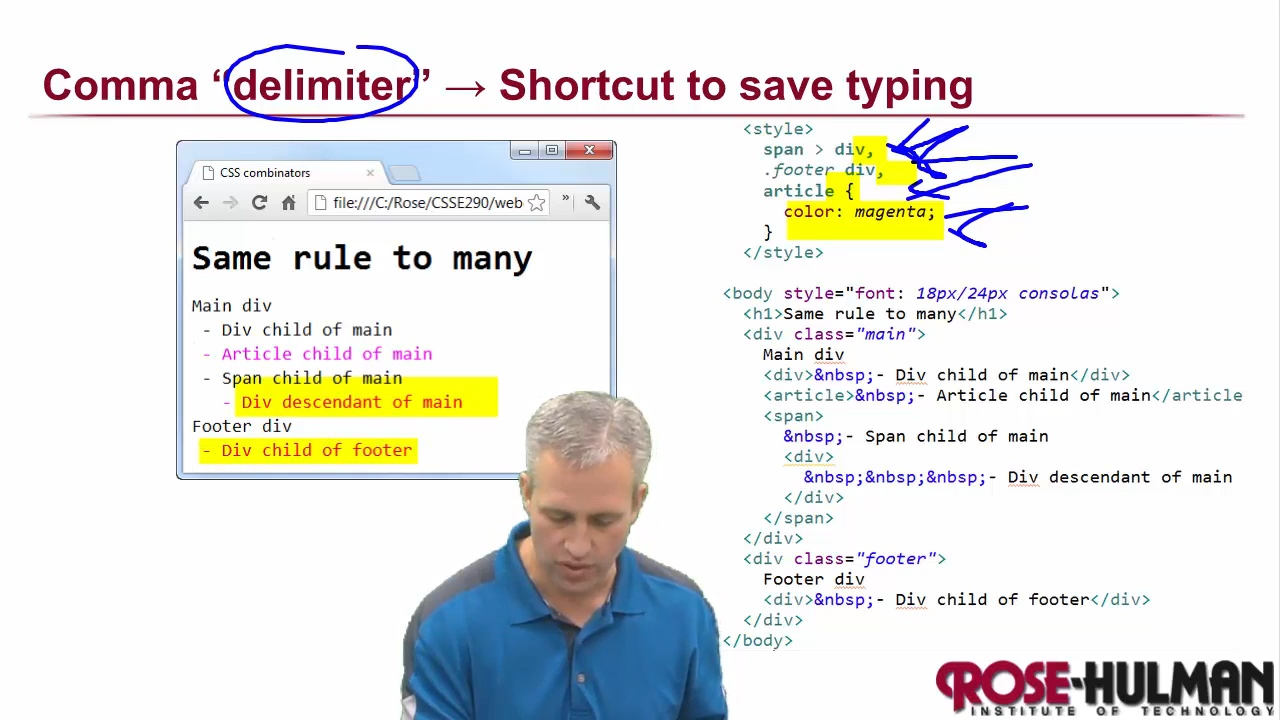 Comma “delimiter” → Shortcut to save typing
CSS combinators
file:///C:/Rose/CSSE290/web
Same rule to many
Main div
- Div child of main
- Article child of main
- Span child of main
- Div descendant of main
Footer div
- Div child of footer
<style>
span > div,
.footer div,
article {
color: magenta;
}
</style>
<body style="font: 18px/24px consolas">
<h1>Same rule to many</h1>
<div class="main">
Main div
<div>&nbsp;- Div child of main</div>
<article>&nbsp;- Article child of main</article
<span>
&nbsp;- Span child of main
<div>
&nbsp;&nbsp;&nbsp;- Div descendant of main
</div>
</span>
</div>
<div class="footer">
Footer div
<div>&nbsp;- Div child of footer</div>
</div>
</body>
ROSE-HULMAN
INSTITUTE OF TECHNOLOGY